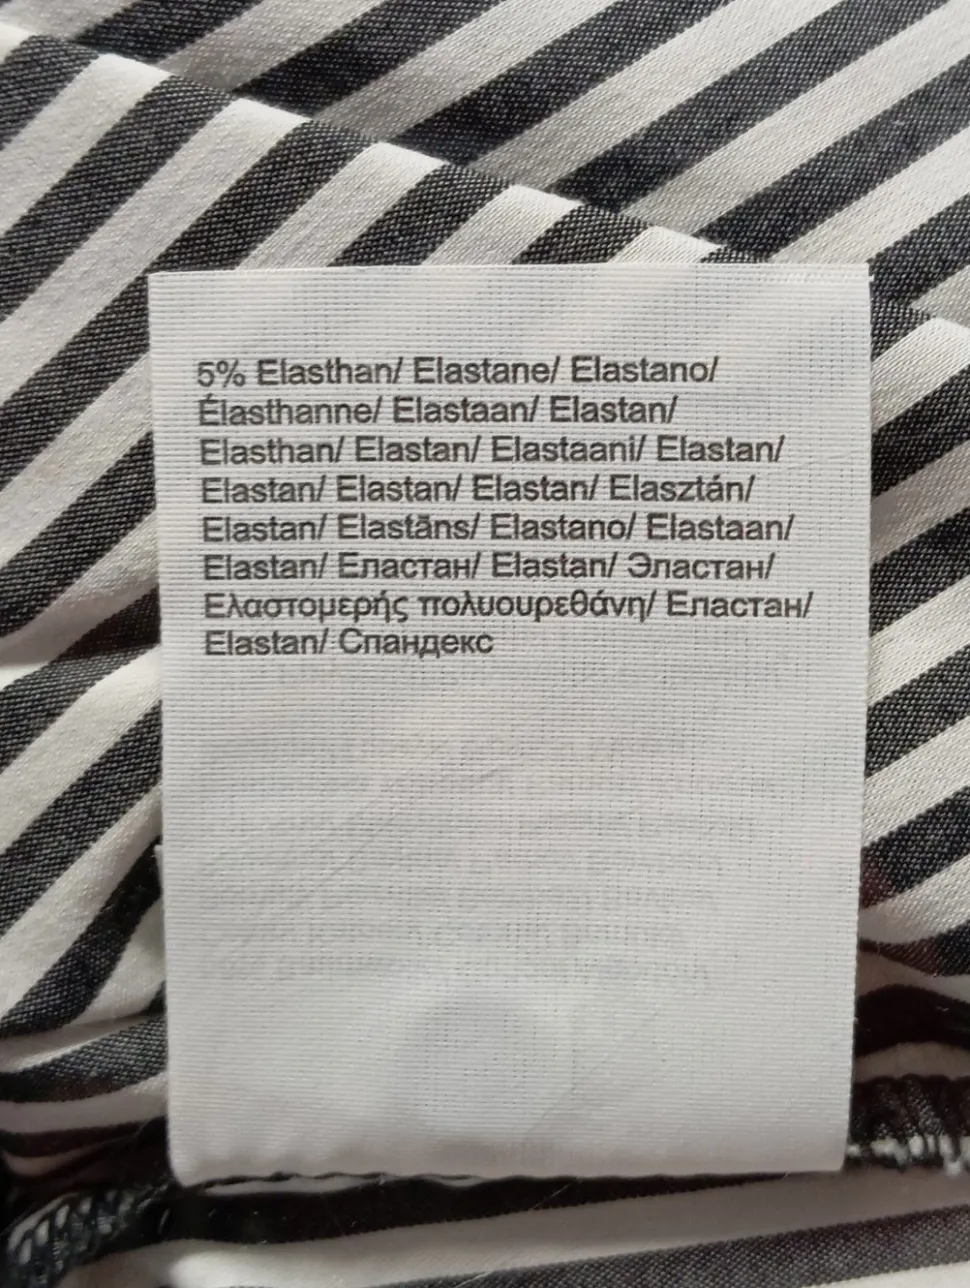 5% Elasthan/ Elastane/ Elastano/
Élasthanne/ Elastaan/ Elastan/
Elasthan/ Elastan/ Elastaani/ Elastan/
Elastan/ Elastan/ Elastan/ Elasztán/
Elastan/ Elastāns/ Elastano/ Elastaan/
Elastan/ Еластан/ Elastan/ Эластан/
Ελαστομερής πολυουρεθάνη/ Еластан/
Elastan/ Спандекс